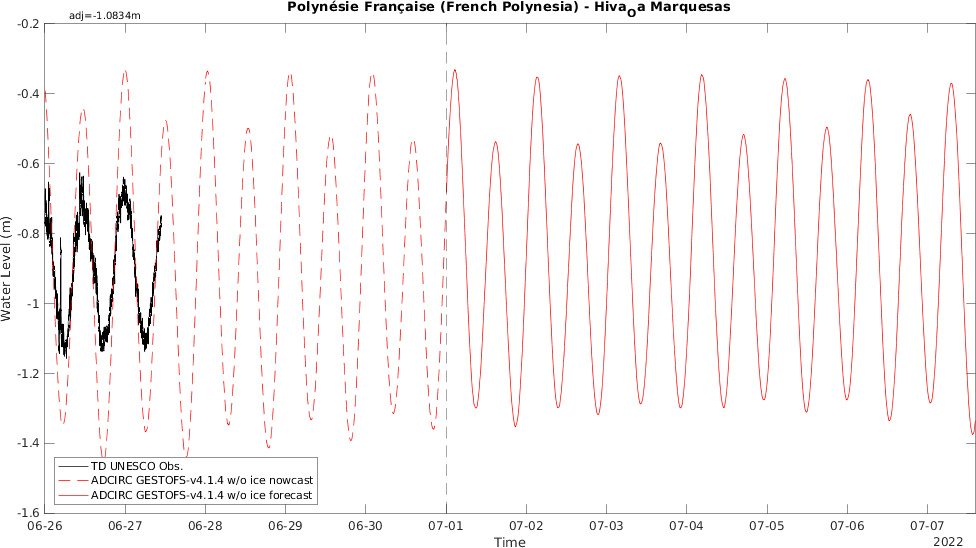 Polynésie Française (French Polynesia) - Hiva_Oa Marquesas
adj=-1.0834m
Water Level (m)
-0.2
-0.4
-0.6
-0.8
-1
-1.2
-1.4
-1.6
TD UNESCO Obs.
ADCIRC GESTOFS-v4.1.4 w/o ice nowcast
ADCIRC GESTOFS-v4.1.4 w/o ice forecast
06-26 06-27 06-28 06-29 06-30 07-01 07-02 07-03 07-04 07-05 07-06 07-07
Time
2022